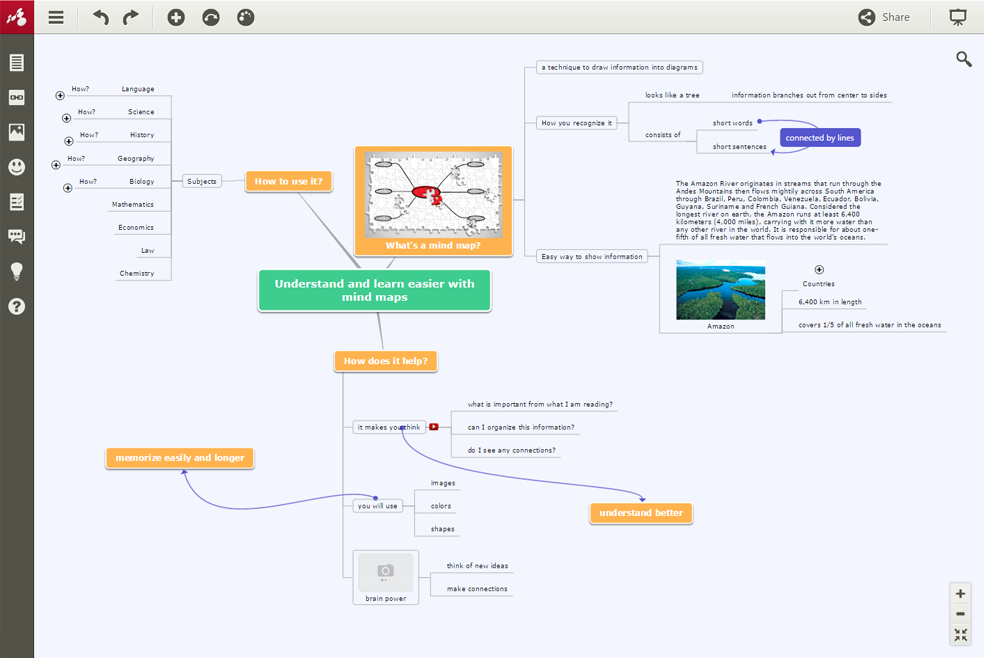 Share
How? Language
How? Science
How? History
How? Geography
How? Biology
Mathematics
Economics
Law
Chemistry
Subjects
How to use it?
What's a mind map?
Understand and learn easier with
mind maps
a technique to draw information into diagrams
How you recognize it
looks like a tree
information branches out from center to sides
consists of
short words
short sentences
connected by lines
Easy way to show information
The Amazon River originates in streams that run through the
Andes Mountains then flows mightily across South America
through Brazil, Peru, Colombia, Venezuela, Ecuador, Bolivia,
Guyana, Suriname and French Guiana. Considered the
longest river on earth, the Amazon runs at least 6,400
kilometers (4,000 miles), carrying with it more water than
any other river in the world. It is responsible for about one-
fifth of all fresh water that flows into the world's oceans.
Amazon
Countries
6,400 km in length
covers 1/5 of all fresh water in the oceans
How does it help?
it makes you think
what is important from what I am reading?
can I organize this information?
do I see any connections?
memorize easily and longer
understand better
you will use
images
colors
shapes
brain power
think of new ideas
make connections